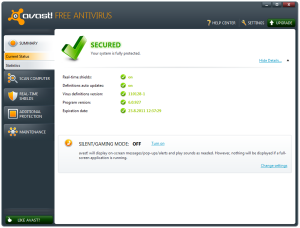 avast! FREE ANTIVIRUS
HELP CENTER
SETTINGS
UPGRADE
SUMMARY
Current Status
Statistics
SCAN COMPUTER
REAL-TIME SHIELDS
ADDITIONAL PROTECTION
MAINTENANCE
SECURED
Your system is fully protected.
Hide Details...
Real-time shields: on
Definitions auto updates: on
Virus definitions version:
Program version:
Expiration date:
SILENT/GAMING MODE: OFF Turn on
avast! will display on-screen messages/pop-ups/alerts and play sounds as needed. However, nothing will be displayed if a full-
screen application is running.
Change settings
LIKE AVAST!